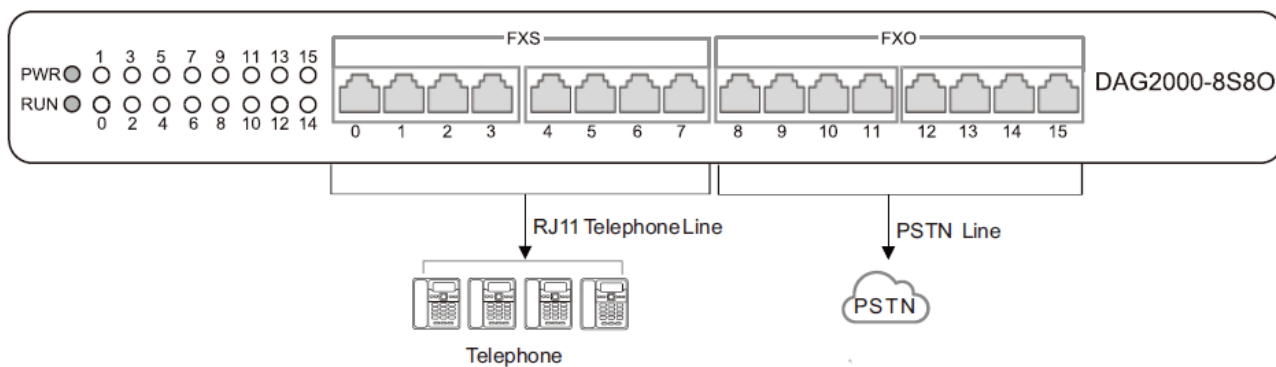 FXS FXO
1 3 5 7 9 11 13 15
PWR
DAG2000-8S8O
RUN
0 2 4 6 8 10 12 14
0 1 2 3 4 5 6 7 8 9 10 11 12 13 14 15
RJ11 Telephone Line
PSTN Line
PSTN
Telephone